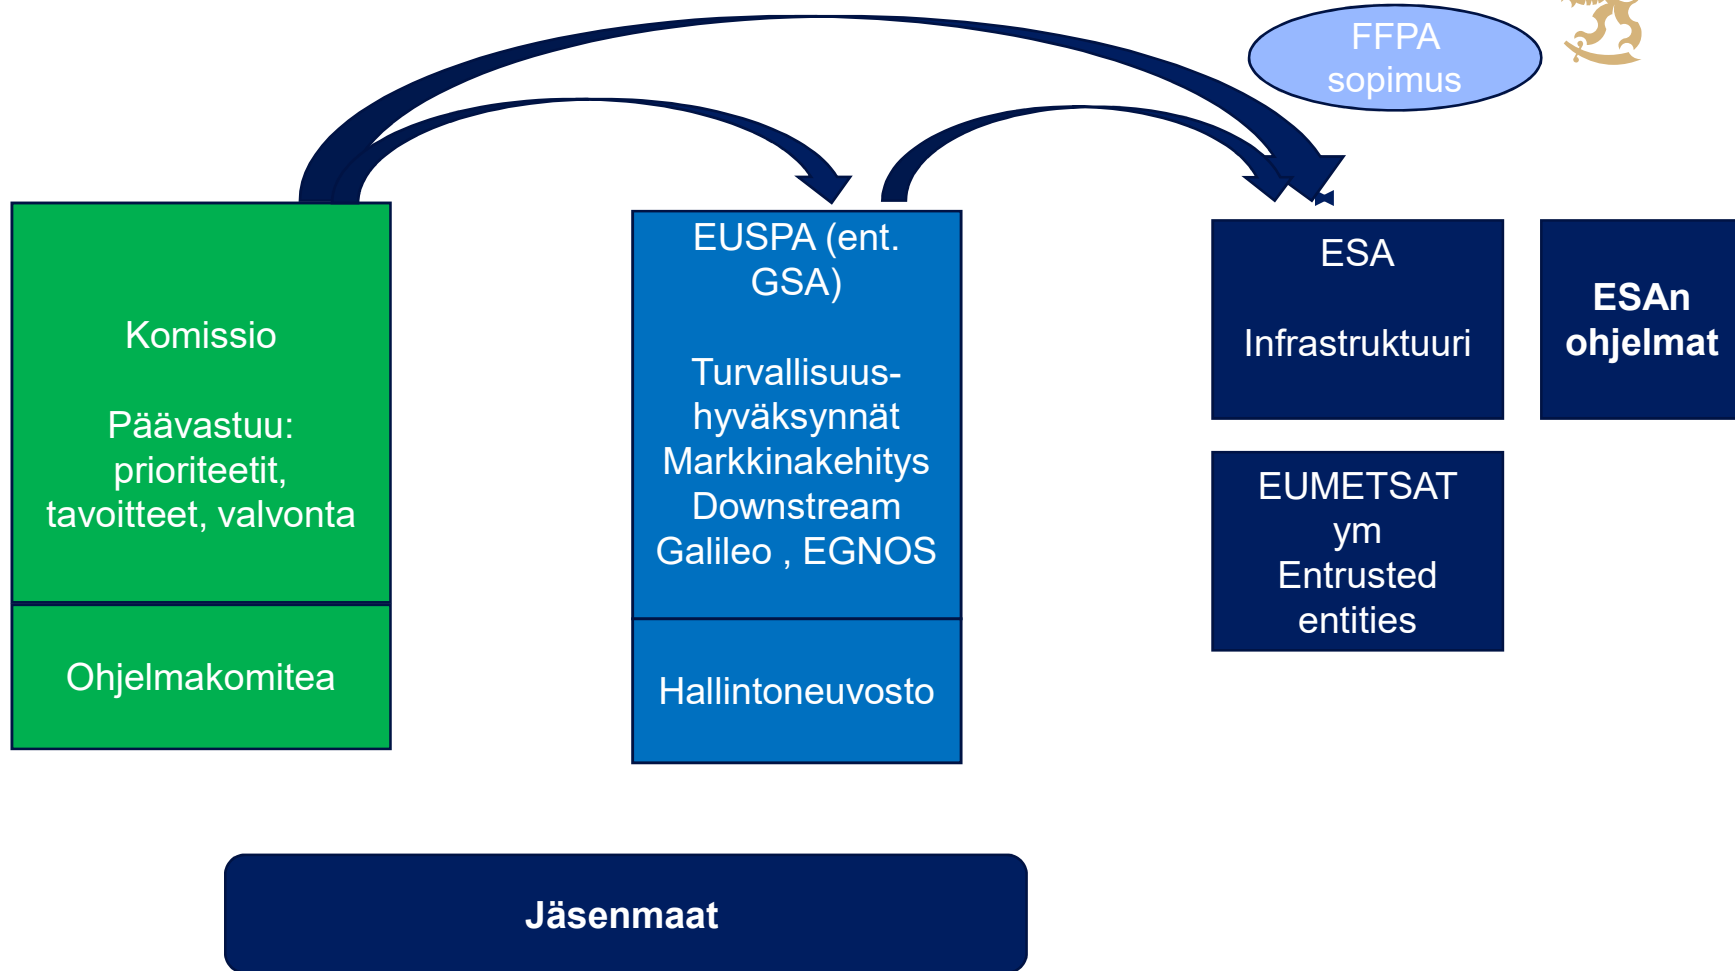 FFPA
sopimus
Komissio
Päävastuu:
prioriteetit,
tavoitteet, valvonta
Ohjelmakomitea
EUSPA (ent.
GSA)
Turvallisuus-
hyväksynnät
Markkinakehitys
Downstream
Galileo , EGNOS
Hallintoneuvosto
ESA
Infrastruktuuri
ESAn
ohjelmat
EUMETSAT
ym
Entrusted
entities
Jäsenmaat